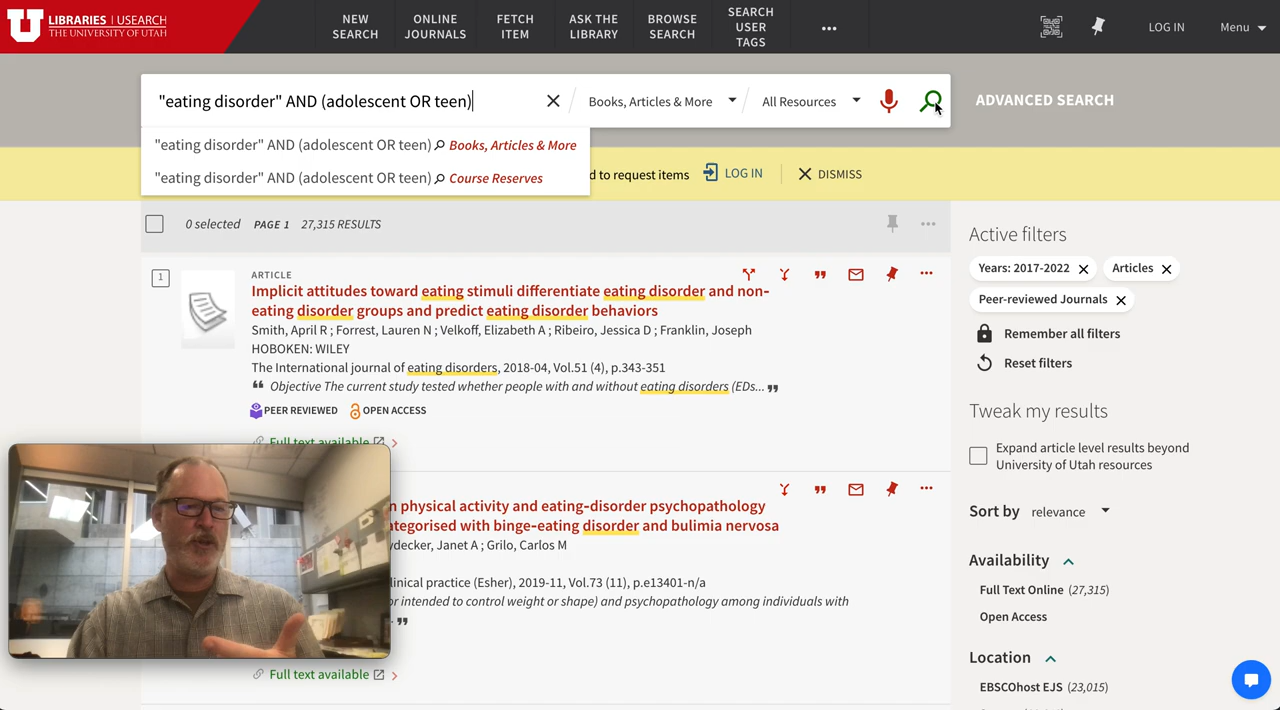 LIBRARIES | USEARCH
THE UNIVERSITY OF UTAH
NEW SEARCH
ONLINE JOURNALS
FETCH ITEM
ASK THE LIBRARY
BROWSE SEARCH
SEARCH USER TAGS
LOG IN
Menu
"eating disorder" AND (adolescent OR teen)
Books, Articles & More
All Resources
ADVANCED SEARCH
"eating disorder" AND (adolescent OR teen) Books, Articles & More
"eating disorder" AND (adolescent OR teen) Course Reserves
d to request items
LOG IN
DISMISS
0 selected PAGE 1 27,315 RESULTS
1
ARTICLE
Implicit attitudes toward eating stimuli differentiate eating disorder and non-
eating disorder groups and predict eating disorder behaviors
Smith, April R ; Forrest, Lauren N ; Velkoff, Elizabeth A ; Ribeiro, Jessica D ; Franklin, Joseph
HOBOKEN: WILEY
The International journal of eating disorders, 2018-04, Vol.51 (4), p.343-351
Objective The current study tested whether people with and without eating disorders (EDs...
PEER REVIEWED OPEN ACCESS
Full text available
n physical activity and eating-disorder psychopathology
ategorised with binge-eating disorder and bulimia nervosa
ydecker, Janet A ; Grilo, Carlos M
linical practice (Esher), 2019-11, Vol.73 (11), p.e13401-n/a
or intended to control weight or shape) and psychopathology among individuals with
Full text available
Active filters
Years: 2017-2022
Articles
Peer-reviewed Journals
Remember all filters
Reset filters
Tweak my results
Expand article level results beyond
University of Utah resources
Sort by relevance
Availability
Full Text Online (27,315)
Open Access
Location
EBSCOhost EJS (23,015)